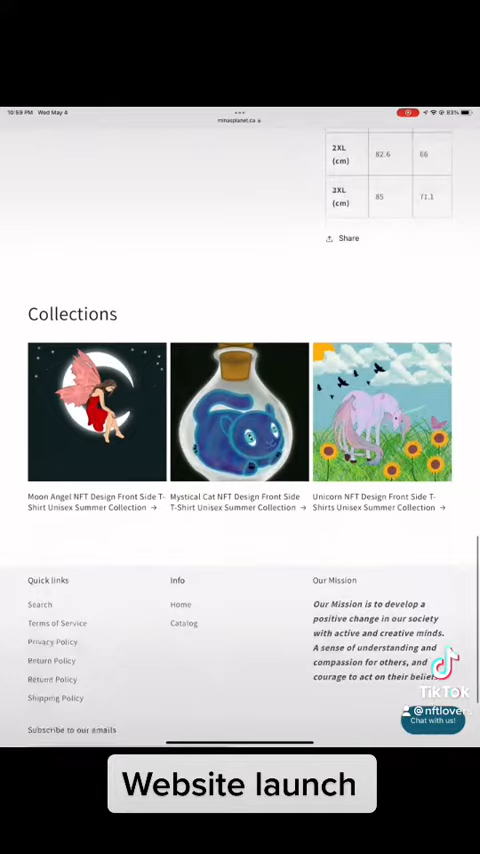 10:59 PM Wed May 4
minasplanet.ca
83%
2XL
(cm)
82.6
66
3XL
(cm)
85
71.1
Share
Collections
Moon Angel NFT Design Front Side T-
Shirt Unisex Summer Collection →
Mystical Cat NFT Design Front Side
T-Shirt Unisex Summer Collection →
Unicorn NFT Design Front Side T-
Shirts Unisex Summer Collection →
Quick links
Search
Terms of Service
Privacy Policy
Return Policy
Refund Policy
Shipping Policy
Info
Home
Catalog
Our Mission
Our Mission is to develop a
positive change in our society
with active and creative minds.
A sense of understanding and
compassion for others, and
courage to act on their beliefs
Subscribe to our emails
TikTok
@nftlovers
Chat with us!
Website launch